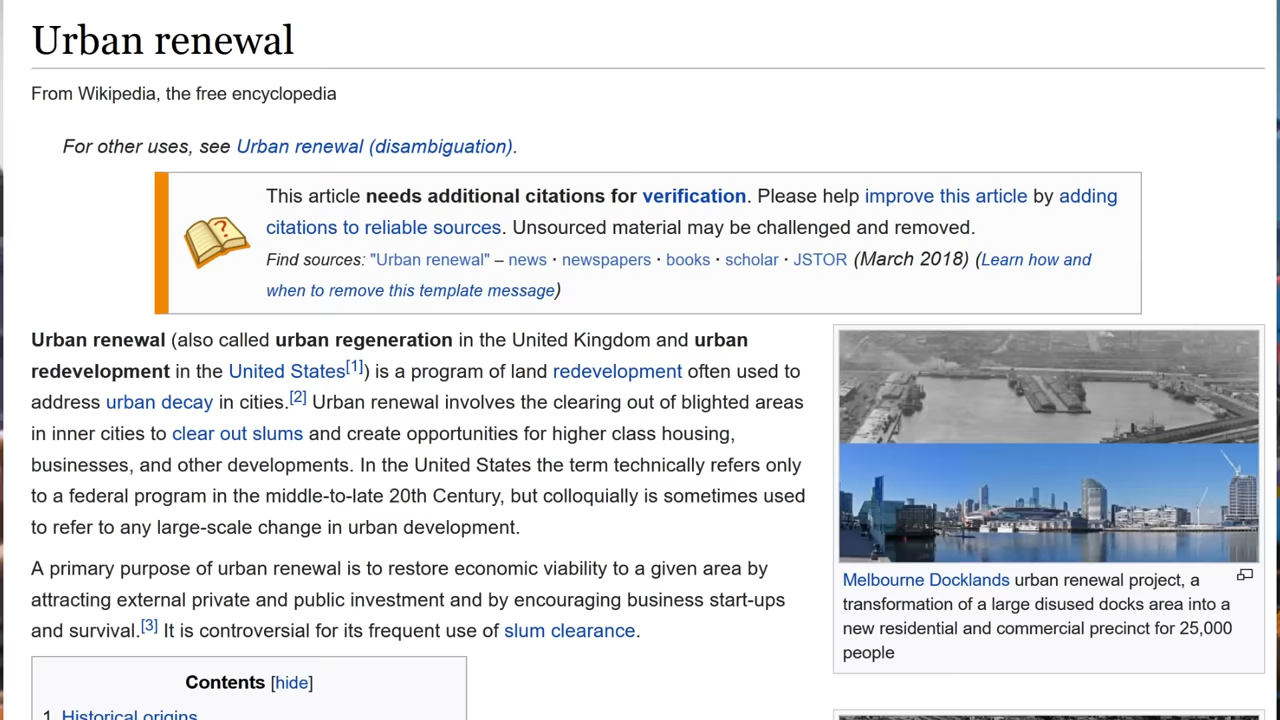 Urban renewal
From Wikipedia, the free encyclopedia
For other uses, see Urban renewal (disambiguation).
This article needs additional citations for verification. Please help improve this article by adding
citations to reliable sources. Unsourced material may be challenged and removed.
Find sources: "Urban renewal" – news · newspapers · books · scholar · JSTOR (March 2018) (Learn how and
when to remove this template message)
Urban renewal (also called urban regeneration in the United Kingdom and urban
redevelopment in the United States[1]) is a program of land redevelopment often used to
address urban decay in cities.[2] Urban renewal involves the clearing out of blighted areas
in inner cities to clear out slums and create opportunities for higher class housing,
businesses, and other developments. In the United States the term technically refers only
to a federal program in the middle-to-late 20th Century, but colloquially is sometimes used
to refer to any large-scale change in urban development.
A primary purpose of urban renewal is to restore economic viability to a given area by
attracting external private and public investment and by encouraging business start-ups
and survival.[3] It is controversial for its frequent use of slum clearance.
Melbourne Docklands urban renewal project, a
transformation of a large disused docks area into a
new residential and commercial precinct for 25,000
people
Contents [hide]
1 Historical origins